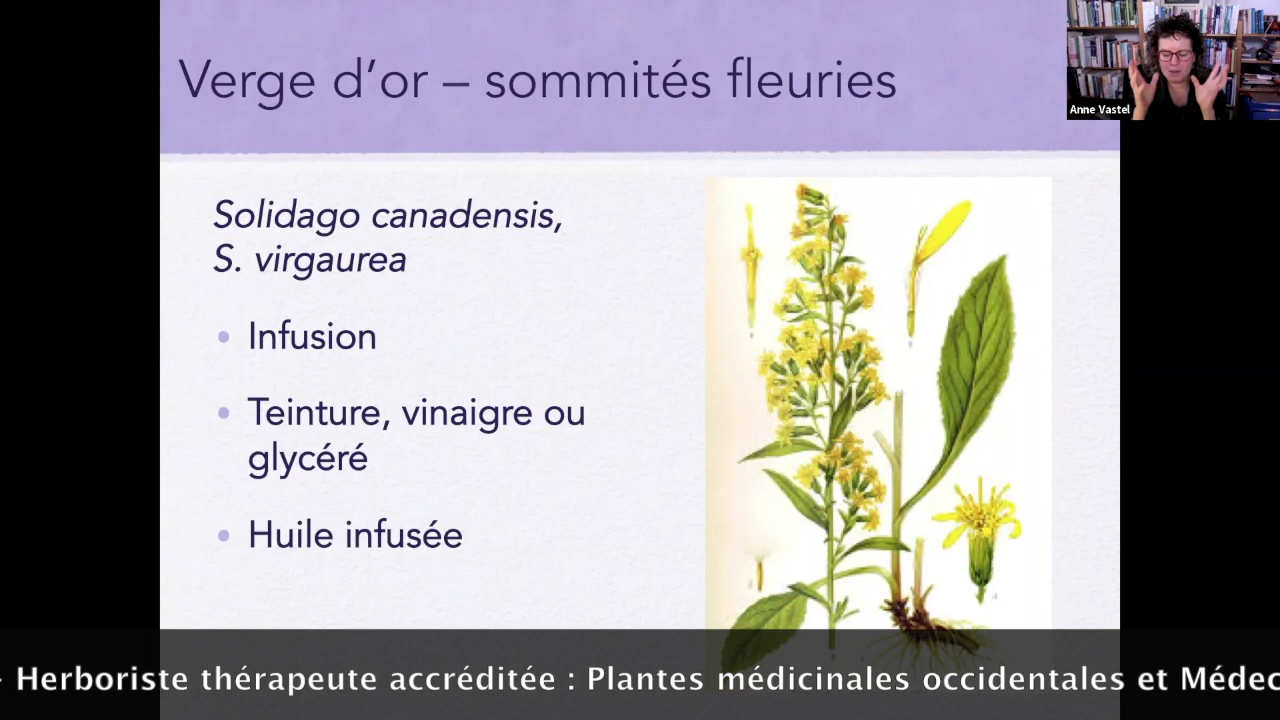 Verge d’or – sommités fleuries
Anne Vastel
Solidago canadensis,
S. virgaurea
• Infusion
• Teinture, vinaigre ou
glycéré
• Huile infusée
- Herboriste thérapeute accréditée : Plantes médicinales occidentales et Médec